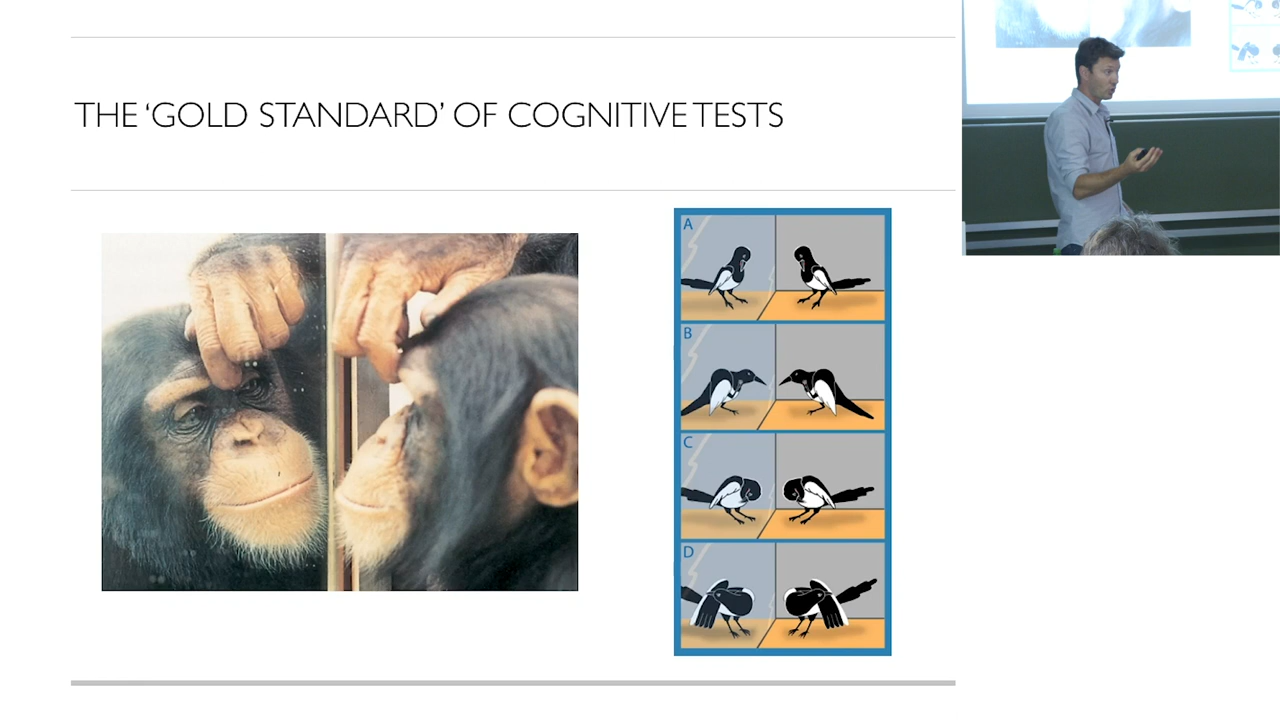 THE ‘GOLD STANDARD’ OF COGNITIVE TESTS
A
B
C
D